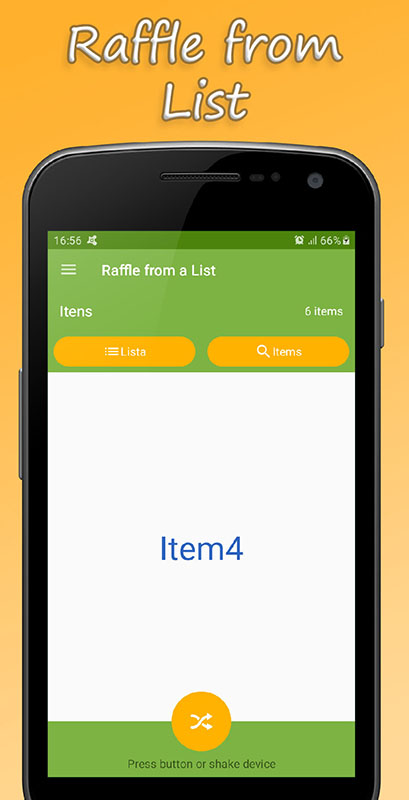 Raffle from
List
16:56 66%
Raffle from a List
Itens 6 items
Lista Items
Item4
Press button or shake device